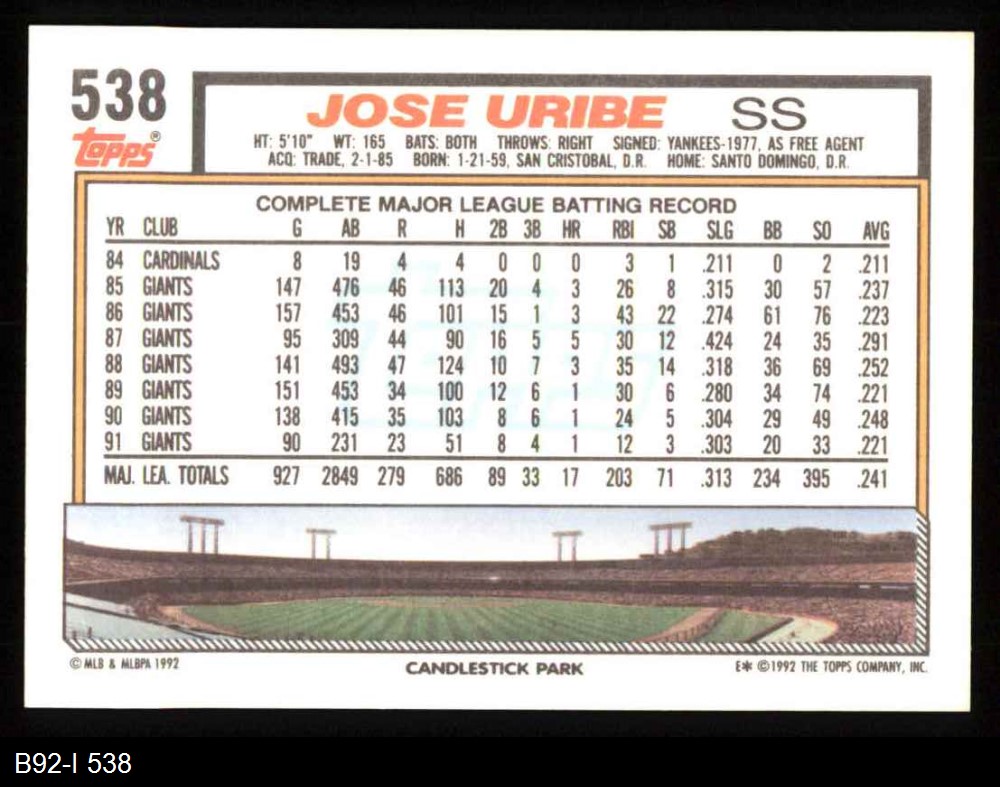 538
Topps®
JOSE URIBE SS
HT: 5'10" WT: 165 BATS: BOTH THROWS: RIGHT SIGNED: YANKEES-1977, AS FREE AGENT
ACQ: TRADE, 2-1-85 BORN: 1-21-59, SAN CRISTOBAL, D.R. HOME: SANTO DOMINGO, D.R.
COMPLETE MAJOR LEAGUE BATTING RECORD
YR CLUB G AB R H 2B 3B HR RBI SB SLG BB SO AVG
84 CARDINALS 8 19 4 4 0 0 0 3 1 .211 0 2 .211
85 GIANTS 147 476 46 113 20 4 3 26 8 .315 30 57 .237
86 GIANTS 157 453 46 101 15 1 3 43 22 .274 61 76 .223
87 GIANTS 95 309 44 90 16 5 5 30 12 .424 24 35 .291
88 GIANTS 141 493 47 124 10 7 3 35 14 .318 36 69 .252
89 GIANTS 151 453 34 100 12 6 1 30 6 .280 34 74 .221
90 GIANTS 138 415 35 103 8 6 1 24 5 .304 29 49 .248
91 GIANTS 90 231 23 51 8 4 1 12 3 .303 20 33 .221
MAJ. LEA. TOTALS 927 2849 279 686 89 33 17 203 71 .313 234 395 .241
© MLB & MLBPA 1992
CANDLESTICK PARK
E* ©1992 THE TOPPS COMPANY, INC.
B92-I 538